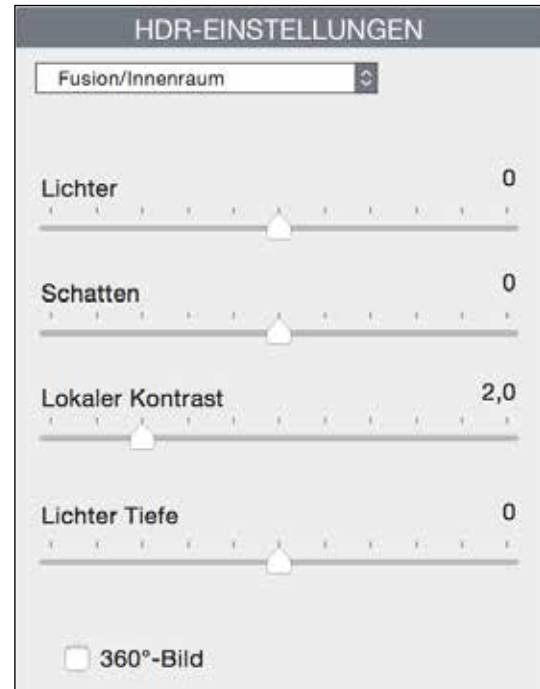 HDR-EINSTELLUNGEN
Fusion/Innenraum
Lichter 0
Schatten 0
Lokaler Kontrast 2,0
Lichter Tiefe 0
360°-Bild